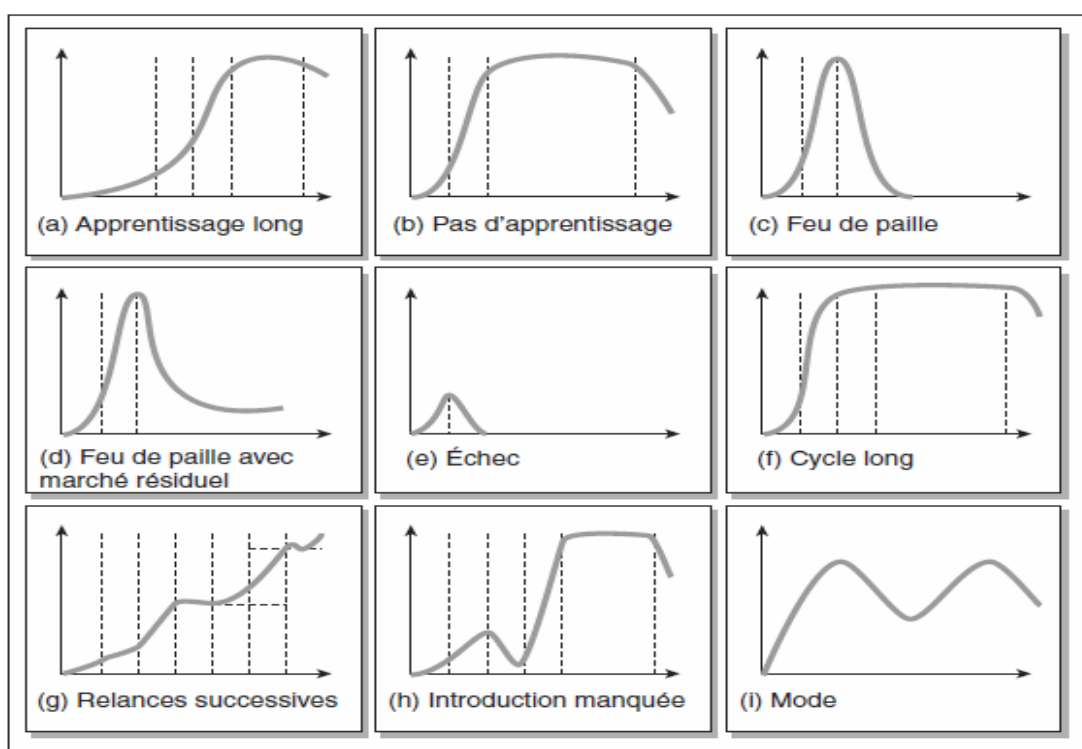 (a) Apprentissage long
(b) Pas d'apprentissage
(c) Feu de paille
(d) Feu de paille avec
marché résiduel
(e) Échec
(f) Cycle long
(g) Relances successives
(h) Introduction manquée
(i) Mode